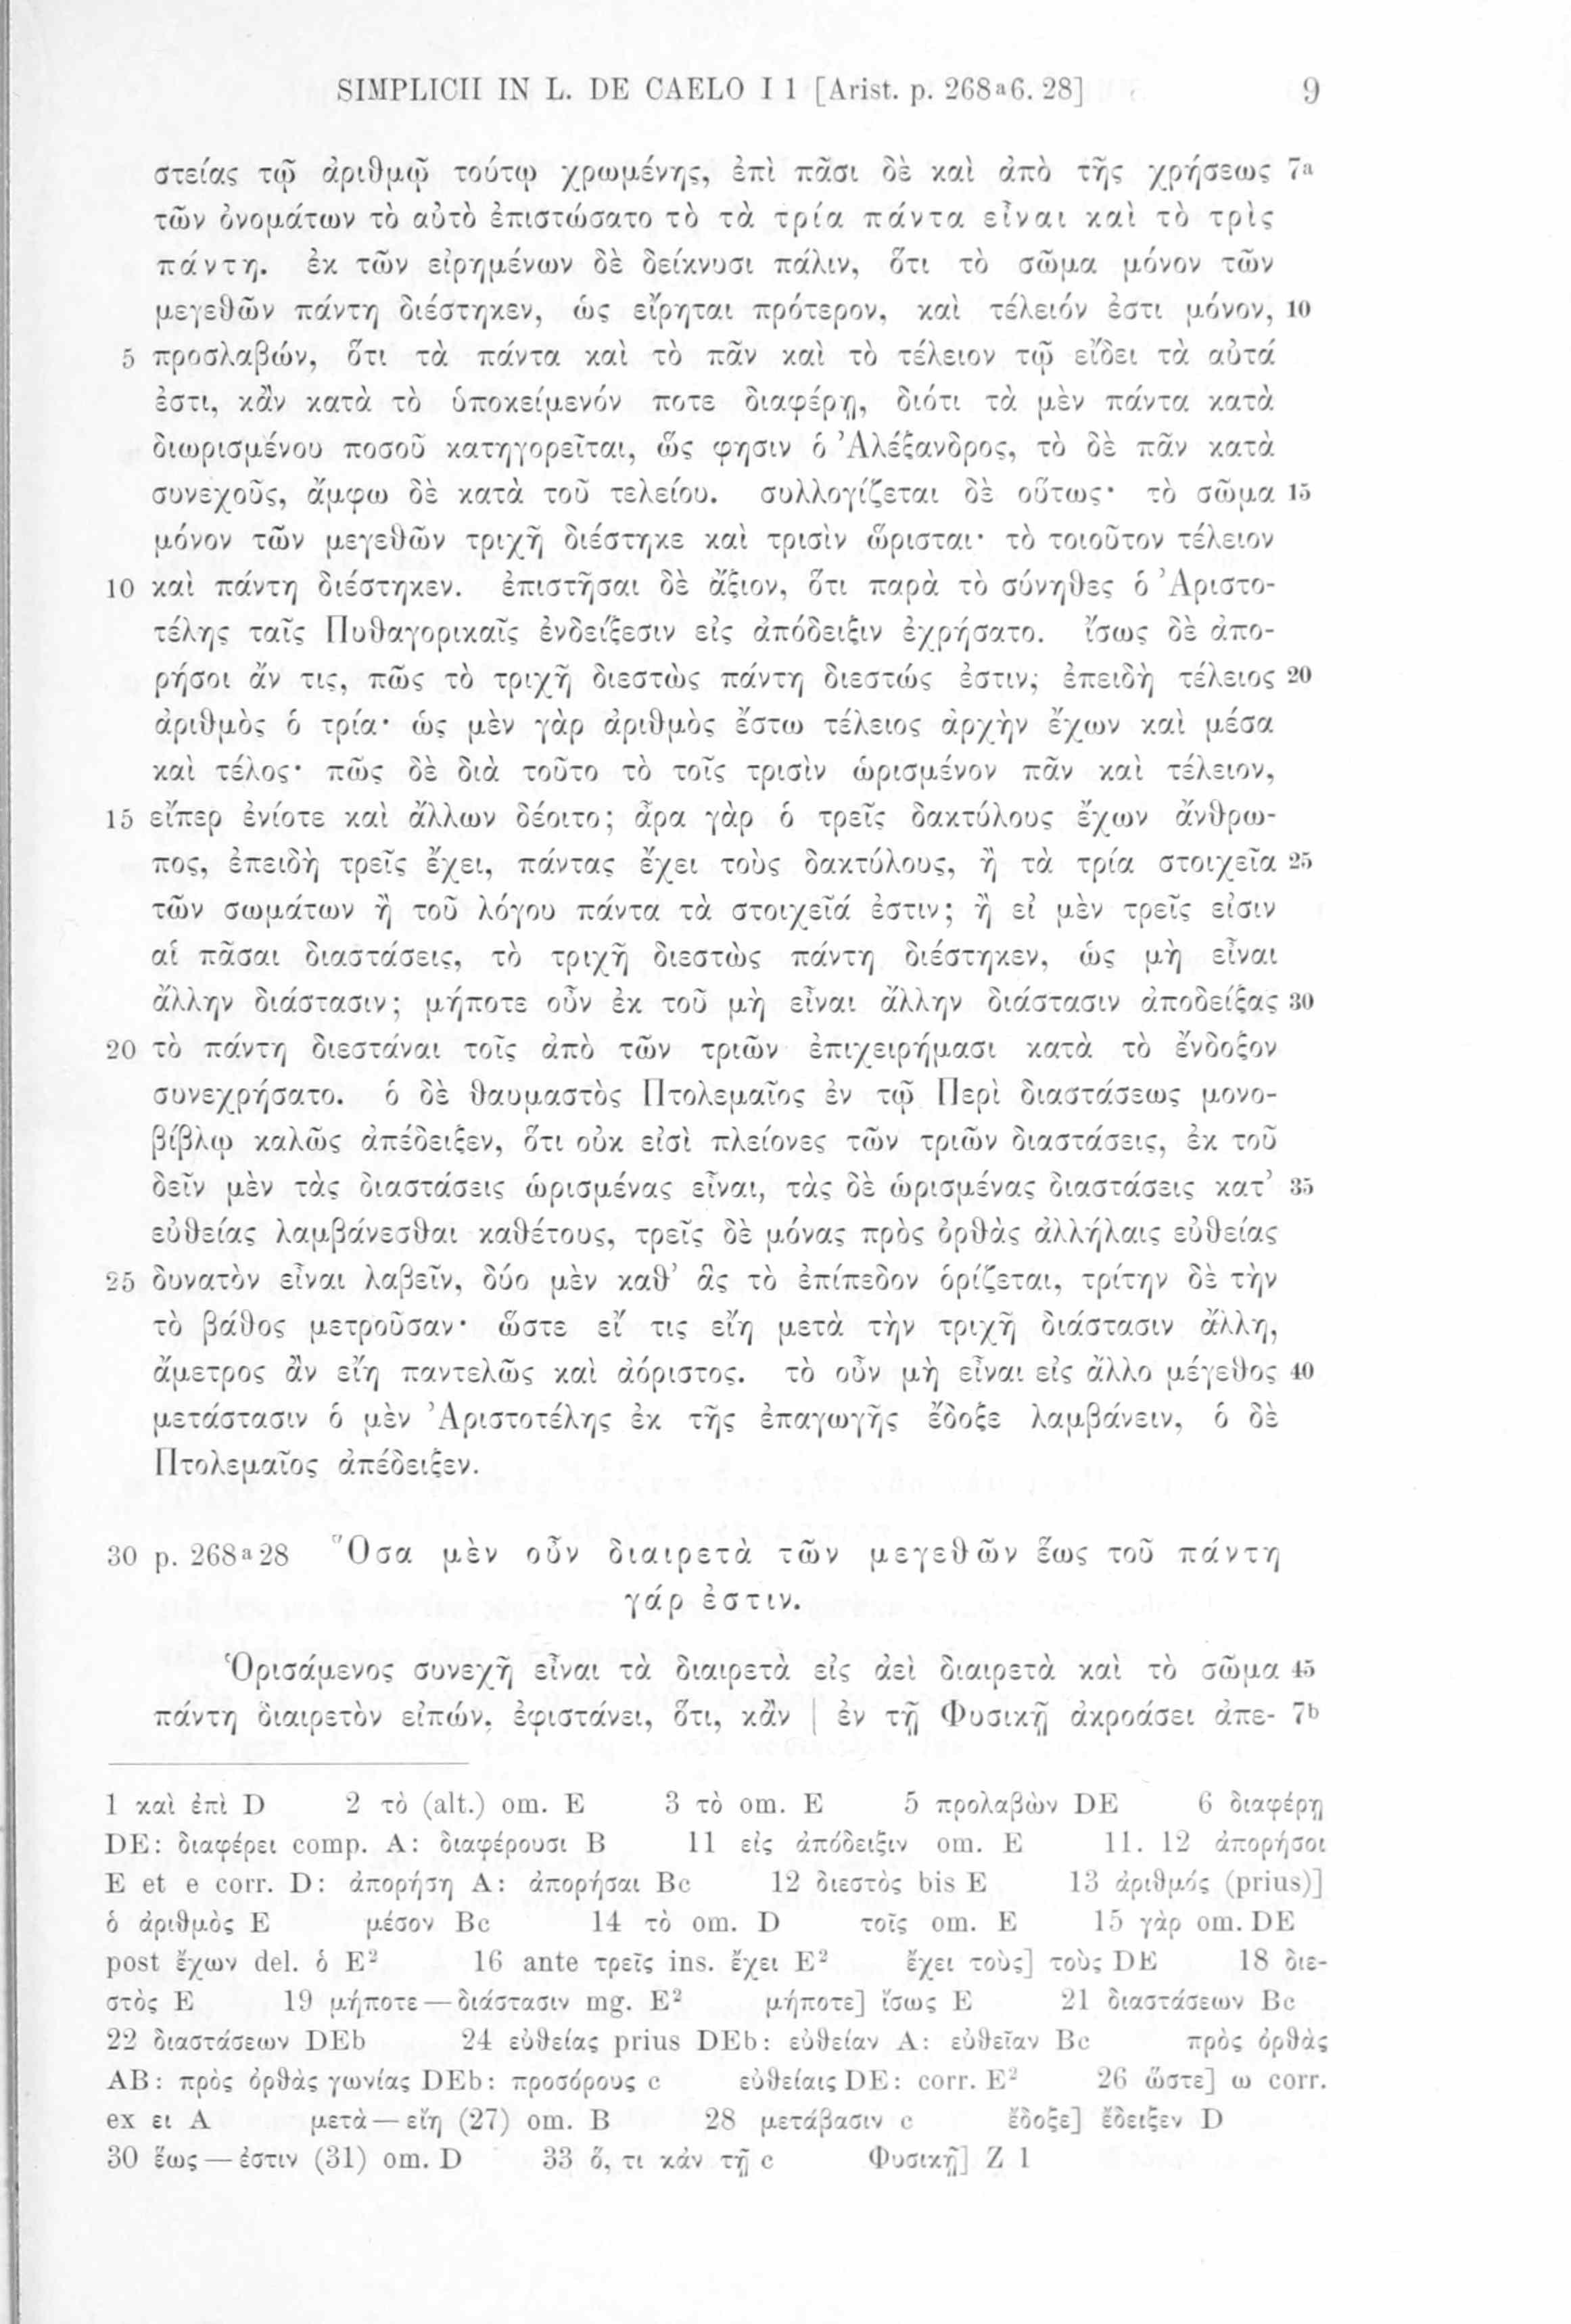 SIMPLICII IN L. DE CAELO I 1 [Arist. p. 268a6. 28] 9
στείας τῷ ἀριθμῷ τούτῳ χρωμένης, ἐπὶ πᾶσι δὲ καὶ ἀπὸ τῆς χρήσεως 7a
τῶν ὀνομάτων τὸ αὐτὸ ἐπιστώσατο τὸ τὰ τρία πάντα εἶναι καὶ τὸ τρὶς
πάντῃ. ἐκ τῶν εἰρημένων δὲ δείκνυσι πάλιν, ὅτι τὸ σῶμα μόνον τῶν
μεγεθῶν πάντῃ διέστηκεν, ὡς εἴρηται πρότερον, καὶ τέλειόν ἐστι μόνον, 10
5 προσλαβών, ὅτι τὰ πάντα καὶ τὸ πᾶν καὶ τὸ τέλειον τῷ εἴδει τὰ αὐτά
ἐστι, κἂν κατὰ τὸ ὑποκείμενόν ποτε διαφέρῃ, διότι τὰ μὲν πάντα κατὰ
διωρισμένου ποσοῦ κατηγορεῖται, ὥς φησιν ὁ Ἀλέξανδρος, τὸ δὲ πᾶν κατὰ
συνεχοῦς, ἄμφω δὲ κατὰ τοῦ τελείου. συλλογίζεται δὲ οὕτως· τὸ σῶμα 15
μόνον τῶν μεγεθῶν τριχῇ διέστηκε καὶ τρισὶν ὥρισται· τὸ τοιοῦτον τέλειον
10 καὶ πάντῃ διέστηκεν. ἐπιστῆσαι δὲ ἄξιον, ὅτι παρὰ τὸ σύνηθες ὁ Ἀριστο-
τέλης ταῖς Πυθαγορικαῖς ἐνδείξεσιν εἰς ἀπόδειξιν ἐχρήσατο. ἴσως δὲ ἀπο-
ρήσοι ἄν τις, πῶς τὸ τριχῇ διεστὼς πάντῃ διεστώς ἐστιν; ἐπειδὴ τέλειος 20
ἀριθμὸς ὁ τρία· ὡς μὲν γὰρ ἀριθμὸς ἔστω τέλειος ἀρχὴν ἔχων καὶ μέσα
καὶ τέλος· πῶς δὲ διὰ τοῦτο τὸ τοῖς τρισὶν ὡρισμένον πᾶν καὶ τέλειον,
15 εἴπερ ἐνίοτε καὶ ἄλλων δέοιτο; ἆρα γὰρ ὁ τρεῖς δακτύλους ἔχων ἄνθρω-
πος, ἐπειδὴ τρεῖς ἔχει, πάντας ἔχει τοὺς δακτύλους, ἢ τὰ τρία στοιχεῖα 25
τῶν σωμάτων ἢ τοῦ λόγου πάντα τὰ στοιχεῖά ἐστιν; ἢ εἰ μὲν τρεῖς εἰσιν
αἱ πᾶσαι διαστάσεις, τὸ τριχῇ διεστὼς πάντῃ διέστηκεν, ὡς μὴ εἶναι
ἄλλην διάστασιν; μήποτε οὖν ἐκ τοῦ μὴ εἶναι ἄλλην διάστασιν ἀποδείξας 30
20 τὸ πάντῃ διεστάναι τοῖς ἀπὸ τῶν τριῶν ἐπιχειρήμασι κατὰ τὸ ἔνδοξον
συνεχρήσατο. ὁ δὲ θαυμαστὸς Πτολεμαῖος ἐν τῷ Περὶ διαστάσεως μονο-
βίβλῳ καλῶς ἀπέδειξεν, ὅτι οὐκ εἰσὶ πλείονες τῶν τριῶν διαστάσεις, ἐκ τοῦ
δεῖν μὲν τὰς διαστάσεις ὡρισμένας εἶναι, τὰς δὲ ὡρισμένας διαστάσεις κατ’ 35
εὐθείας λαμβάνεσθαι καθέτους, τρεῖς δὲ μόνας πρὸς ὀρθὰς ἀλλήλαις εὐθείας
25 δυνατὸν εἶναι λαβεῖν, δύο μὲν καθ’ ἃς τὸ ἐπίπεδον ὁρίζεται, τρίτην δὲ τὴν
τὸ βάθος μετροῦσαν· ὥστε εἴ τις εἴη μετὰ τὴν τριχῇ διάστασιν ἄλλη,
ἄμετρος ἂν εἴη παντελῶς καὶ ἀόριστος. τὸ οὖν μὴ εἶναι εἰς ἄλλο μέγεθος 40
μετάστασιν ὁ μὲν Ἀριστοτέλης ἐκ τῆς ἐπαγωγῆς ἔδοξε λαμβάνειν, ὁ δὲ
Πτολεμαῖος ἀπέδειξεν.
30 p. 268a28 Ὅσα μὲν οὖν διαιρετὰ τῶν μεγεθῶν ἕως τοῦ πάντῃ
γάρ ἐστιν.
Ὁρισάμενος συνεχῆ εἶναι τὰ διαιρετὰ εἰς ἀεὶ διαιρετὰ καὶ τὸ σῶμα 45
πάντῃ διαιρετὸν εἰπών, ἐφιστάνει, ὅτι, κἂν | ἐν τῇ Φυσικῇ ἀκροάσει ἀπε- 7b
1 καὶ ἐπὶ D 2 τὸ (alt.) om. E 3 τὸ om. E 5 προλαβὼν DE 6 διαφέρῃ
DE: διαφέρει comp. A: διαφέρουσι B 11 εἰς ἀπόδειξιν om. E 11. 12 ἀπορήσοι
E et e corr. D: ἀπορήσῃ A: ἀπορήσαι Bc 12 διεστὸς bis E 13 ἀριθμός (prius)]
ὁ ἀριθμὸς E μέσον Bc 14 τὸ om. D τοῖς om. E 15 γὰρ om. DE
post ἔχων del. ὁ E² 16 ante τρεῖς ins. ἔχει E² ἔχει τοὺς] τοὺς DE 18 διε-
στὸς E 19 μήποτε — διάστασιν mg. E² μήποτε] ἴσως E 21 διαστάσεων Bc
22 διαστάσεων DEb 24 εὐθείας prius DEb: εὐθείαν A: εὐθεῖαν Bc πρὸς ὀρθὰς
AB: πρὸς ὀρθὰς γωνίας DEb: προσόρους c εὐθείαις DE: corr. E² 26 ὥστε] ω corr.
ex ει A μετὰ — εἴη (27) om. B 28 μετάβασιν c ἔδοξε] ἔδειξεν D
30 ἕως — ἐστιν (31) om. D 33 ὅ, τι κἀν τῇ c Φυσικῇ] Z 1